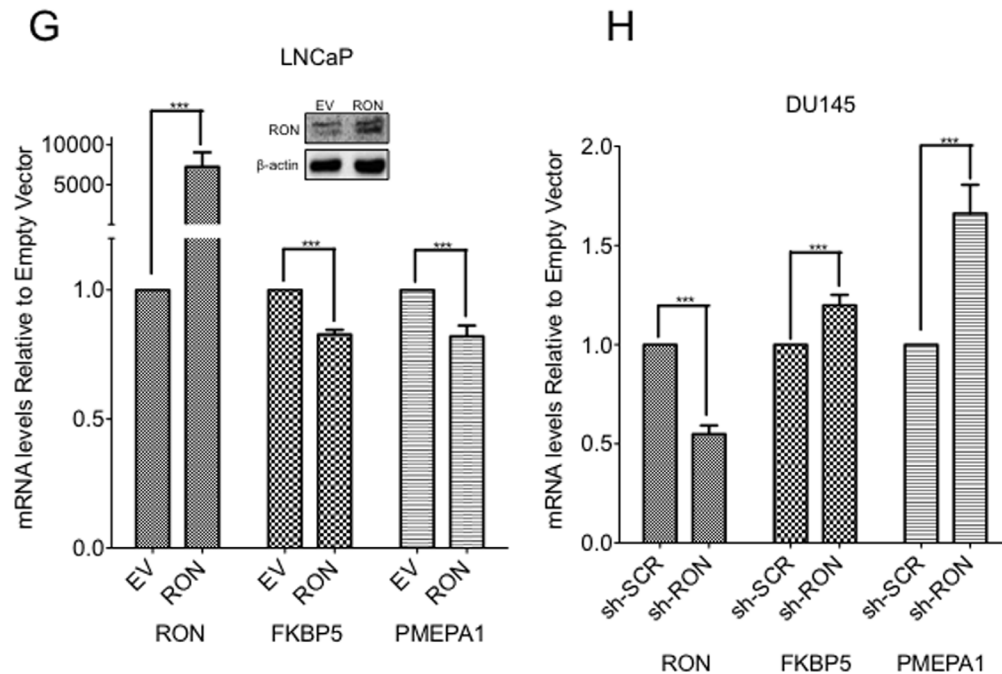 G
LNCaP
mRNA levels Relative to Empty Vector
10000
5000
1.0
0.5
0.0
***
***
***
EV RON
RON
β-actin
EV RON EV RON EV RON
RON FKBP5 PMEPA1
H
DU145
mRNA levels Relative to Empty Vector
2.0
1.5
1.0
0.5
0.0
***
***
***
sh-SCR sh-RON sh-SCR sh-RON sh-SCR sh-RON
RON FKBP5 PMEPA1